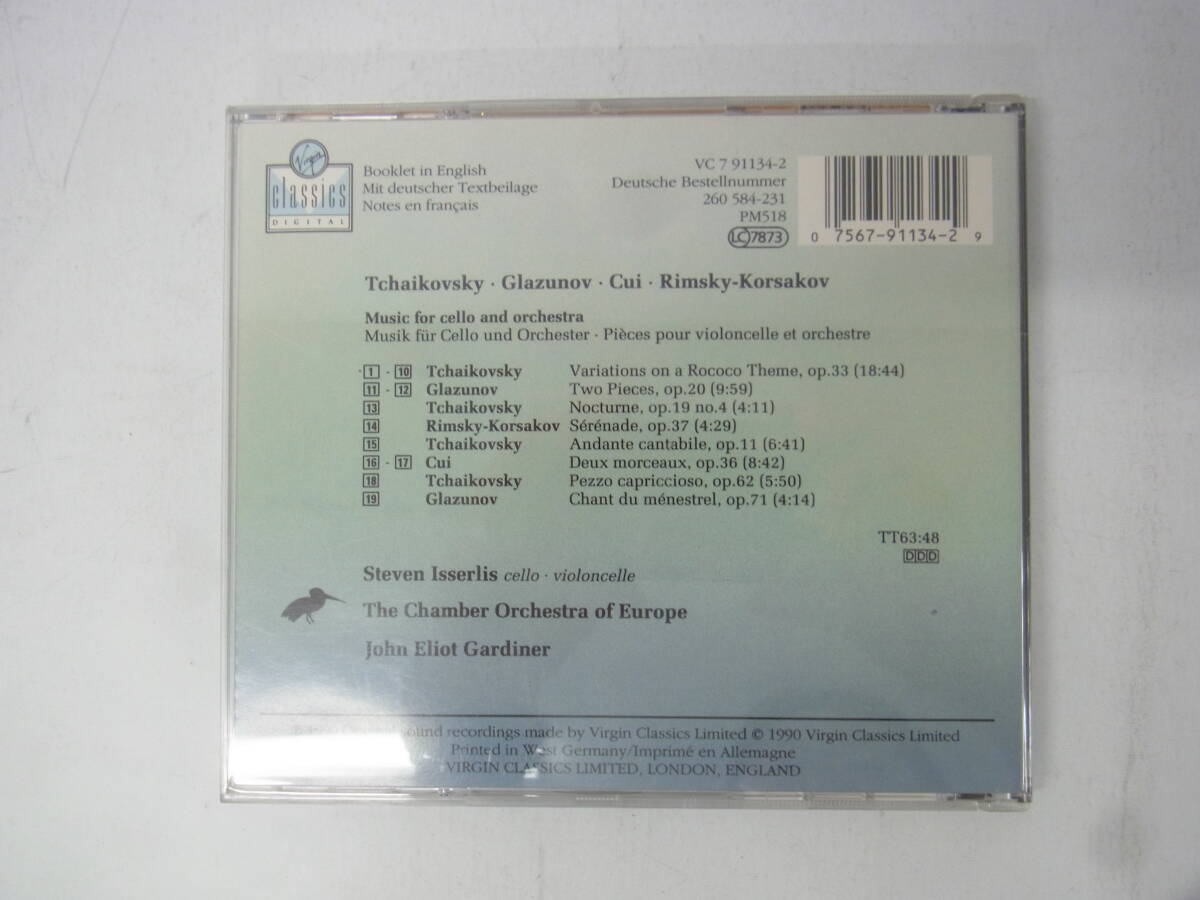 Virgin
classics
DIGITAL
Booklet in English
Mit deutscher Textbeilage
Notes en français
VC 7 91134-2
Deutsche Bestellnummer
260 584-231
PM518
LC 7873
0 7567-91134-2 9
Tchaikovsky · Glazunov · Cui · Rimsky-Korsakov
Music for cello and orchestra
Musik für Cello und Orchester · Pièces pour violoncelle et orchestre
1 - 10 Tchaikovsky Variations on a Rococo Theme, op.33 (18:44)
11 - 12 Glazunov Two Pieces, op.20 (9:59)
13 Tchaikovsky Nocturne, op.19 no.4 (4:11)
14 Rimsky-Korsakov Sérénade, op.37 (4:29)
15 Tchaikovsky Andante cantabile, op.11 (6:41)
16 - 17 Cui Deux morceaux, op.36 (8:42)
18 Tchaikovsky Pezzo capriccioso, op.62 (5:50)
19 Glazunov Chant du ménestrel, op.71 (4:14)
TT63:48
DDD
Steven Isserlis cello · violoncelle
The Chamber Orchestra of Europe
John Eliot Gardiner
sound recordings made by Virgin Classics Limited © 1990 Virgin Classics Limited
Printed in West Germany/Imprimé en Allemagne
VIRGIN CLASSICS LIMITED, LONDON, ENGLAND